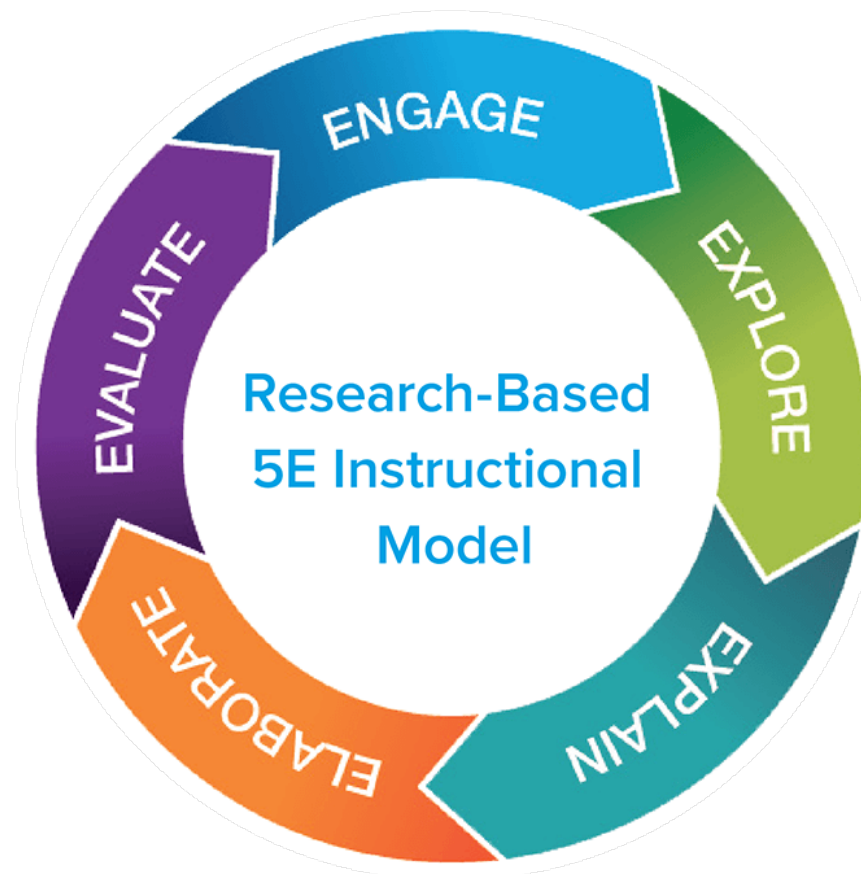 ENGAGE
EXPLORE
EXPLAIN
ELABORATE
EVALUATE
Research-Based
5E Instructional
Model